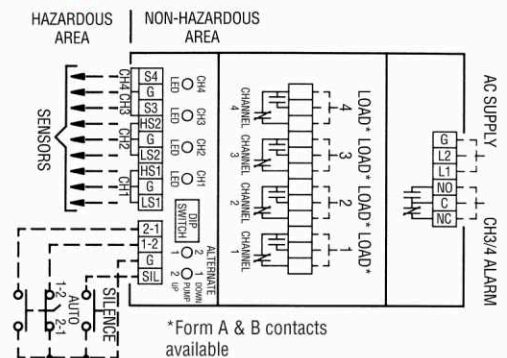 HAZARDOUS AREA
NON-HAZARDOUS AREA
SENSORS
CH4
CH3
CH2
CH1
S4
G
S3
HS2
G
LS2
HS1
G
LS1
LED CH4
LED CH3
LED CH2
LED CH1
DIP SWITCH
2-1
1-2
G
SIL
ALTERNATE
1 2
2 1
UP PUMP DOWN
1-2
AUTO
2-1
SILENCE
CHANNEL 4
CHANNEL 3
CHANNEL 2
CHANNEL 1
4 LOAD*
3 LOAD*
2 LOAD*
1 LOAD*
*Form A & B contacts
available
G
L2
L1
NO
C
NC
AC SUPPLY
CH3/4 ALARM